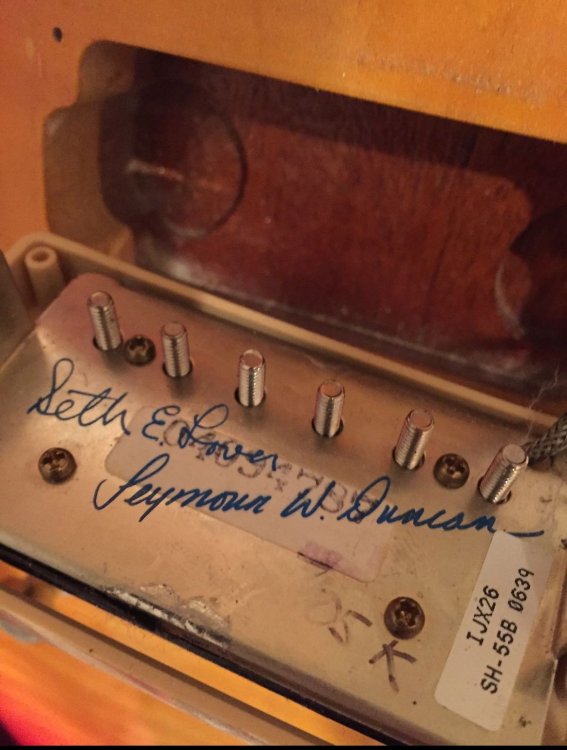 Seth E Lover
Seymour W. Duncan
IJX26
SH-55B 0639